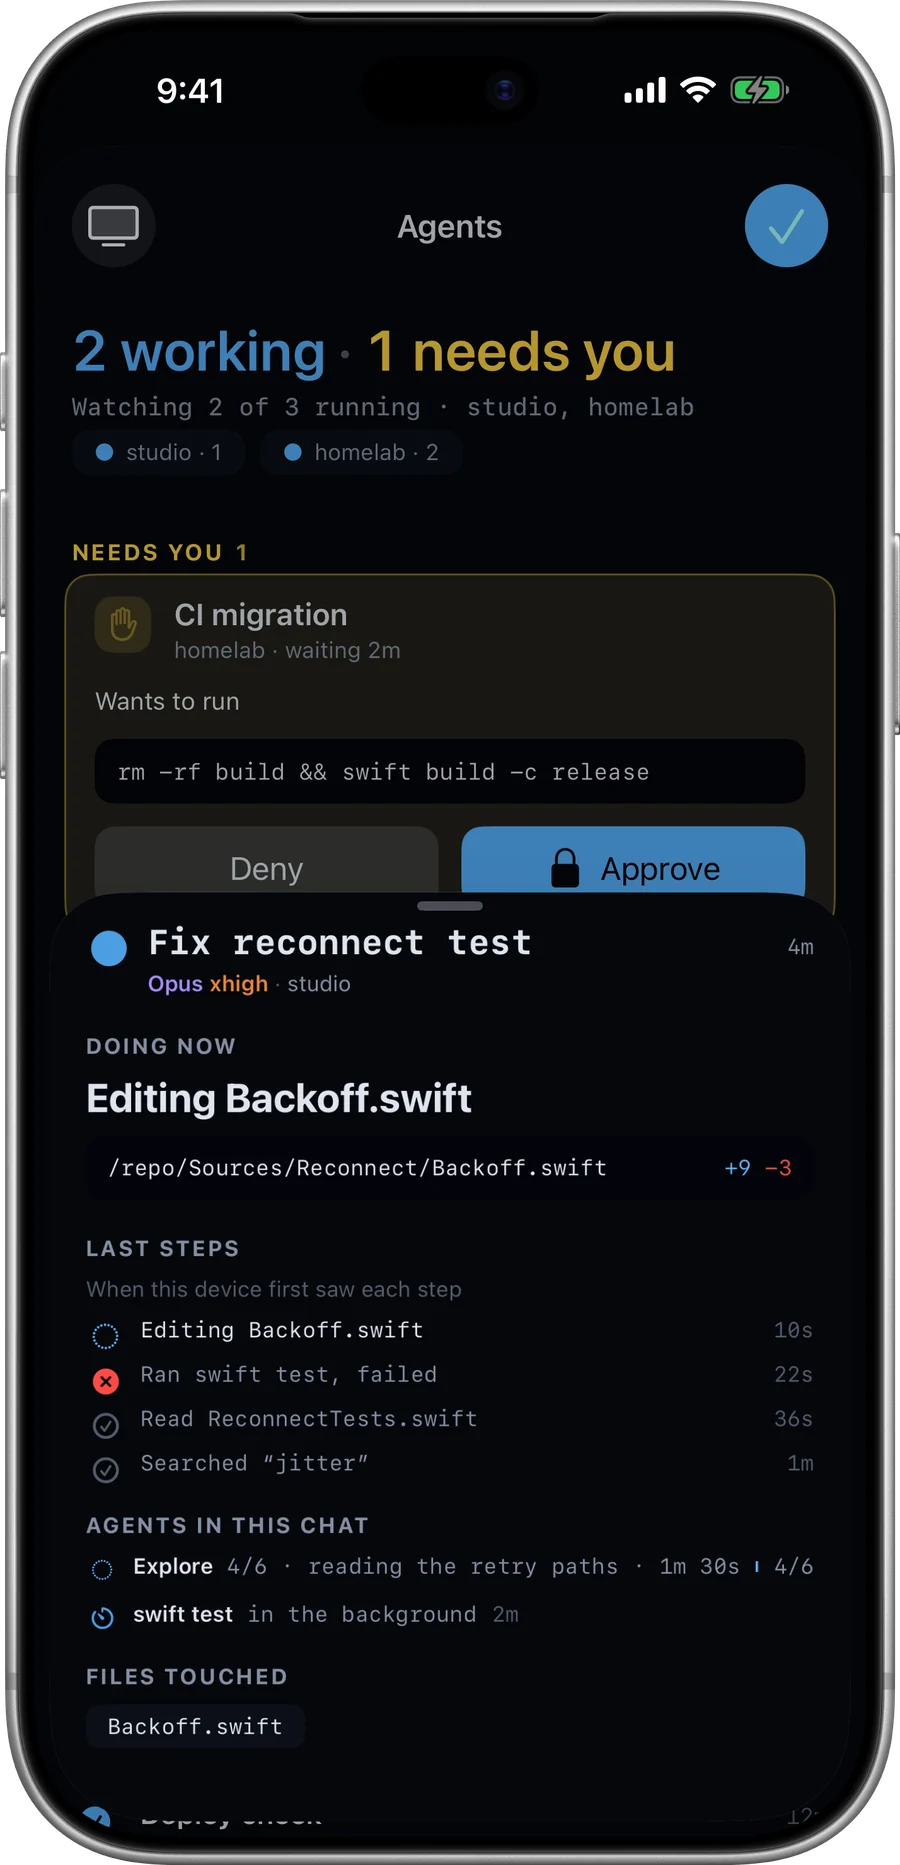 9:41
Agents
2 working · 1 needs you
Watching 2 of 3 running · studio, homelab
studio · 1
homelab · 2
NEEDS YOU 1
CI migration
homelab · waiting 2m
Wants to run
rm -rf build && swift build -c release
Deny
Approve
Fix reconnect test 4m
Opus xhigh · studio
DOING NOW
Editing Backoff.swift
/repo/Sources/Reconnect/Backoff.swift +9 −3
LAST STEPS
When this device first saw each step
Editing Backoff.swift 10s
Ran swift test, failed 22s
Read ReconnectTests.swift 36s
Searched “jitter” 1m
AGENTS IN THIS CHAT
Explore 4/6 · reading the retry paths · 1m 30s 4/6
swift test in the background 2m
FILES TOUCHED
Backoff.swift